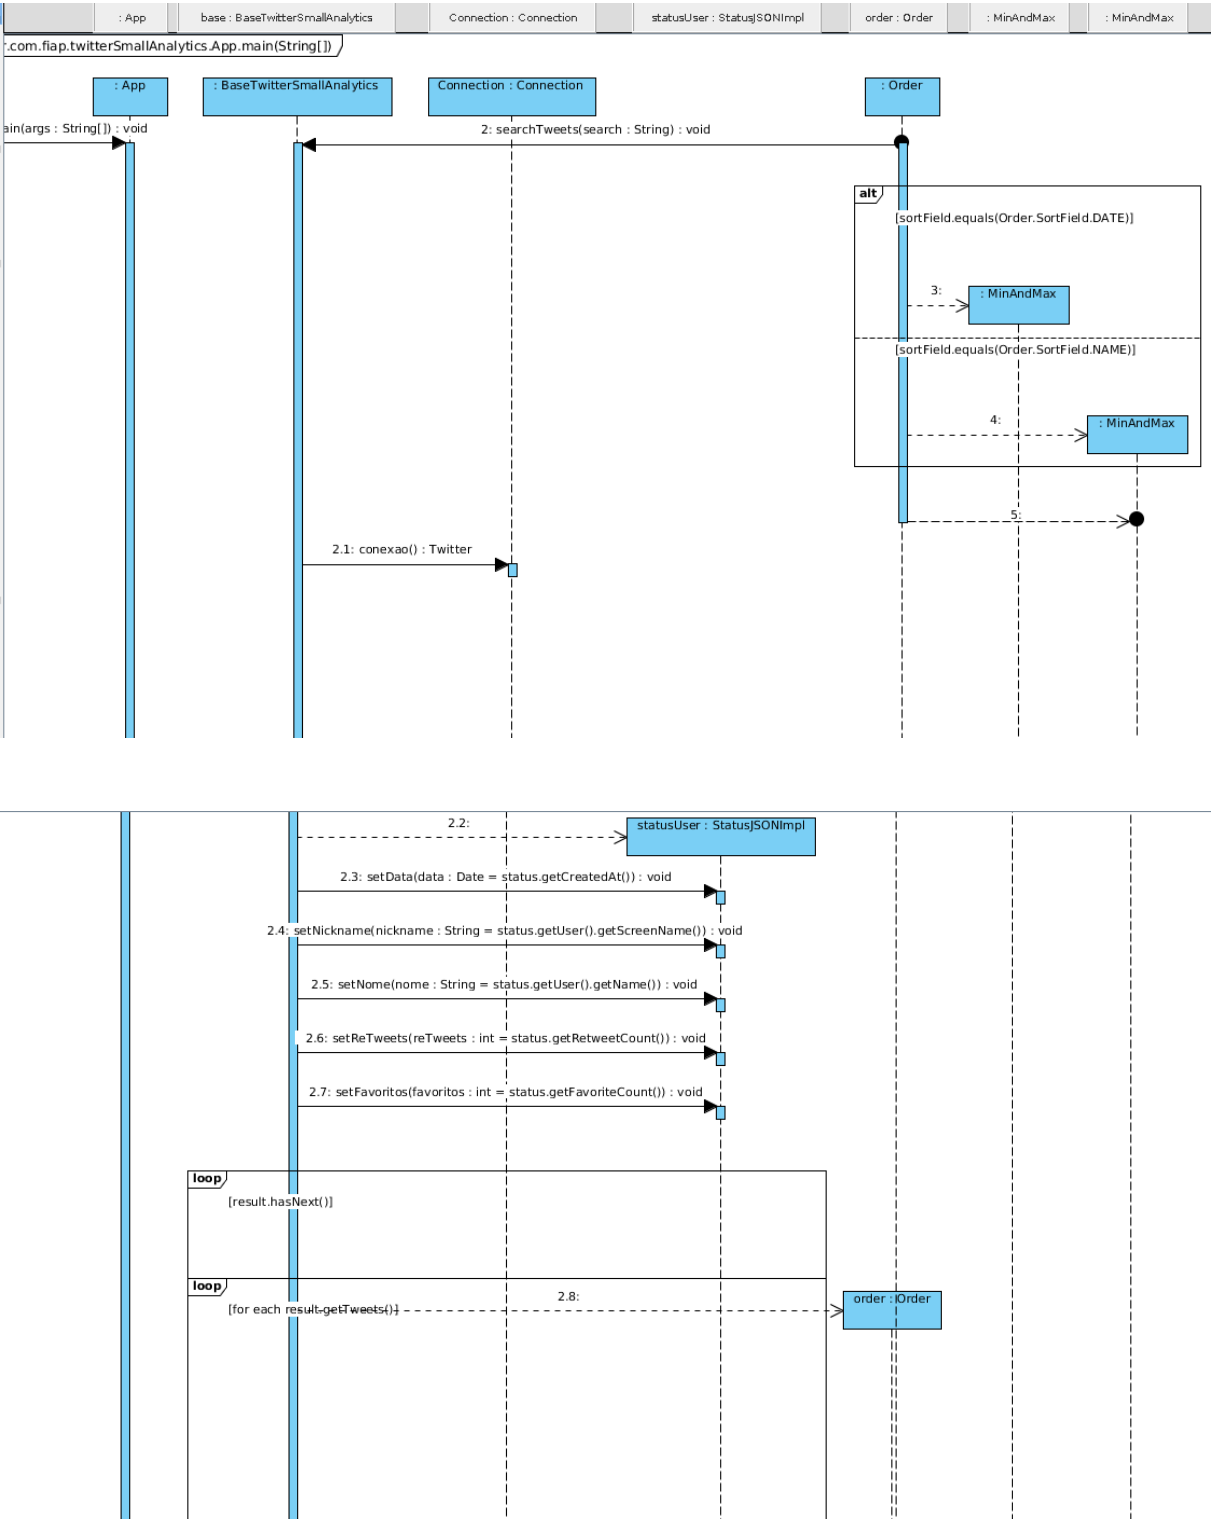 : App
base : BaseTwitterSmallAnalytics
Connection : Connection
statusUser : StatusJSONImpl
order : Order
: MinAndMax
: MinAndMax
r.com.fiap.twitterSmallAnalytics.App.main(String[])
: App
: BaseTwitterSmallAnalytics
Connection : Connection
: Order
ain(args : String[]) : void
2: searchTweets(search : String) : void
alt
[sortField.equals(Order.SortField.DATE)]
3:
: MinAndMax
[sortField.equals(Order.SortField.NAME)]
4:
: MinAndMax
5:
2.1: conexao() : Twitter
2.2:
statusUser : StatusJSONImpl
2.3: setData(data : Date = status.getCreatedAt()) : void
2.4: setNickname(nickname : String = status.getUser().getScreenName()) : void
2.5: setNome(nome : String = status.getUser().getName()) : void
2.6: setReTweets(reTweets : int = status.getRetweetCount()) : void
2.7: setFavoritos(favoritos : int = status.getFavoriteCount()) : void
loop
[result.hasNext()]
loop
2.8:
order : Order
[for each result.getTweets()]